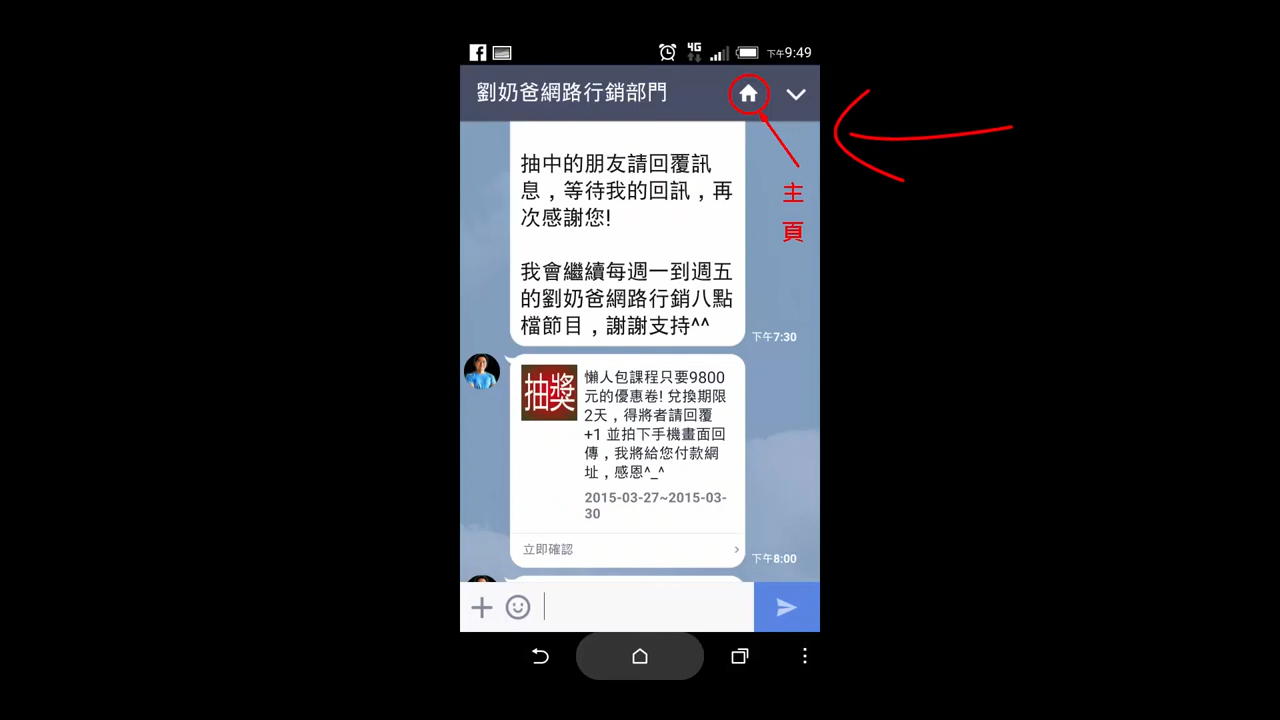 4G
下午9:49
劉奶爸網路行銷部門
主
頁
抽中的朋友請回覆訊
息，等待我的回訊，再
次感謝您!
我會繼續每週一到週五
的劉奶爸網路行銷八點
檔節目，謝謝支持^^
下午7:30
抽獎
懶人包課程只要9800
元的優惠卷! 兌換期限
2天，得將者請回覆
+1 並拍下手機畫面回
傳，我將給您付款網
址，感恩^_^
2015-03-27~2015-03-
30
立即確認
下午8:00